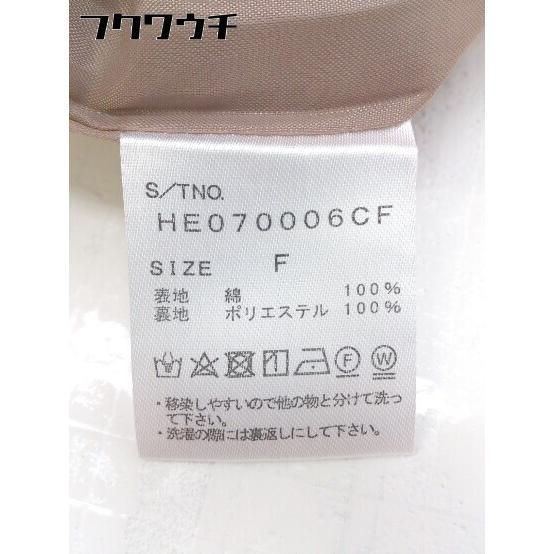 フクワウチ
S/TNO.
HE070006CF
SIZE F
表地 綿 100%
裏地 ポリエステル 100%
F W
・移染しやすいので他の物と分けて洗っ
て下さい。
・洗濯の際には裏返しにして下さい。